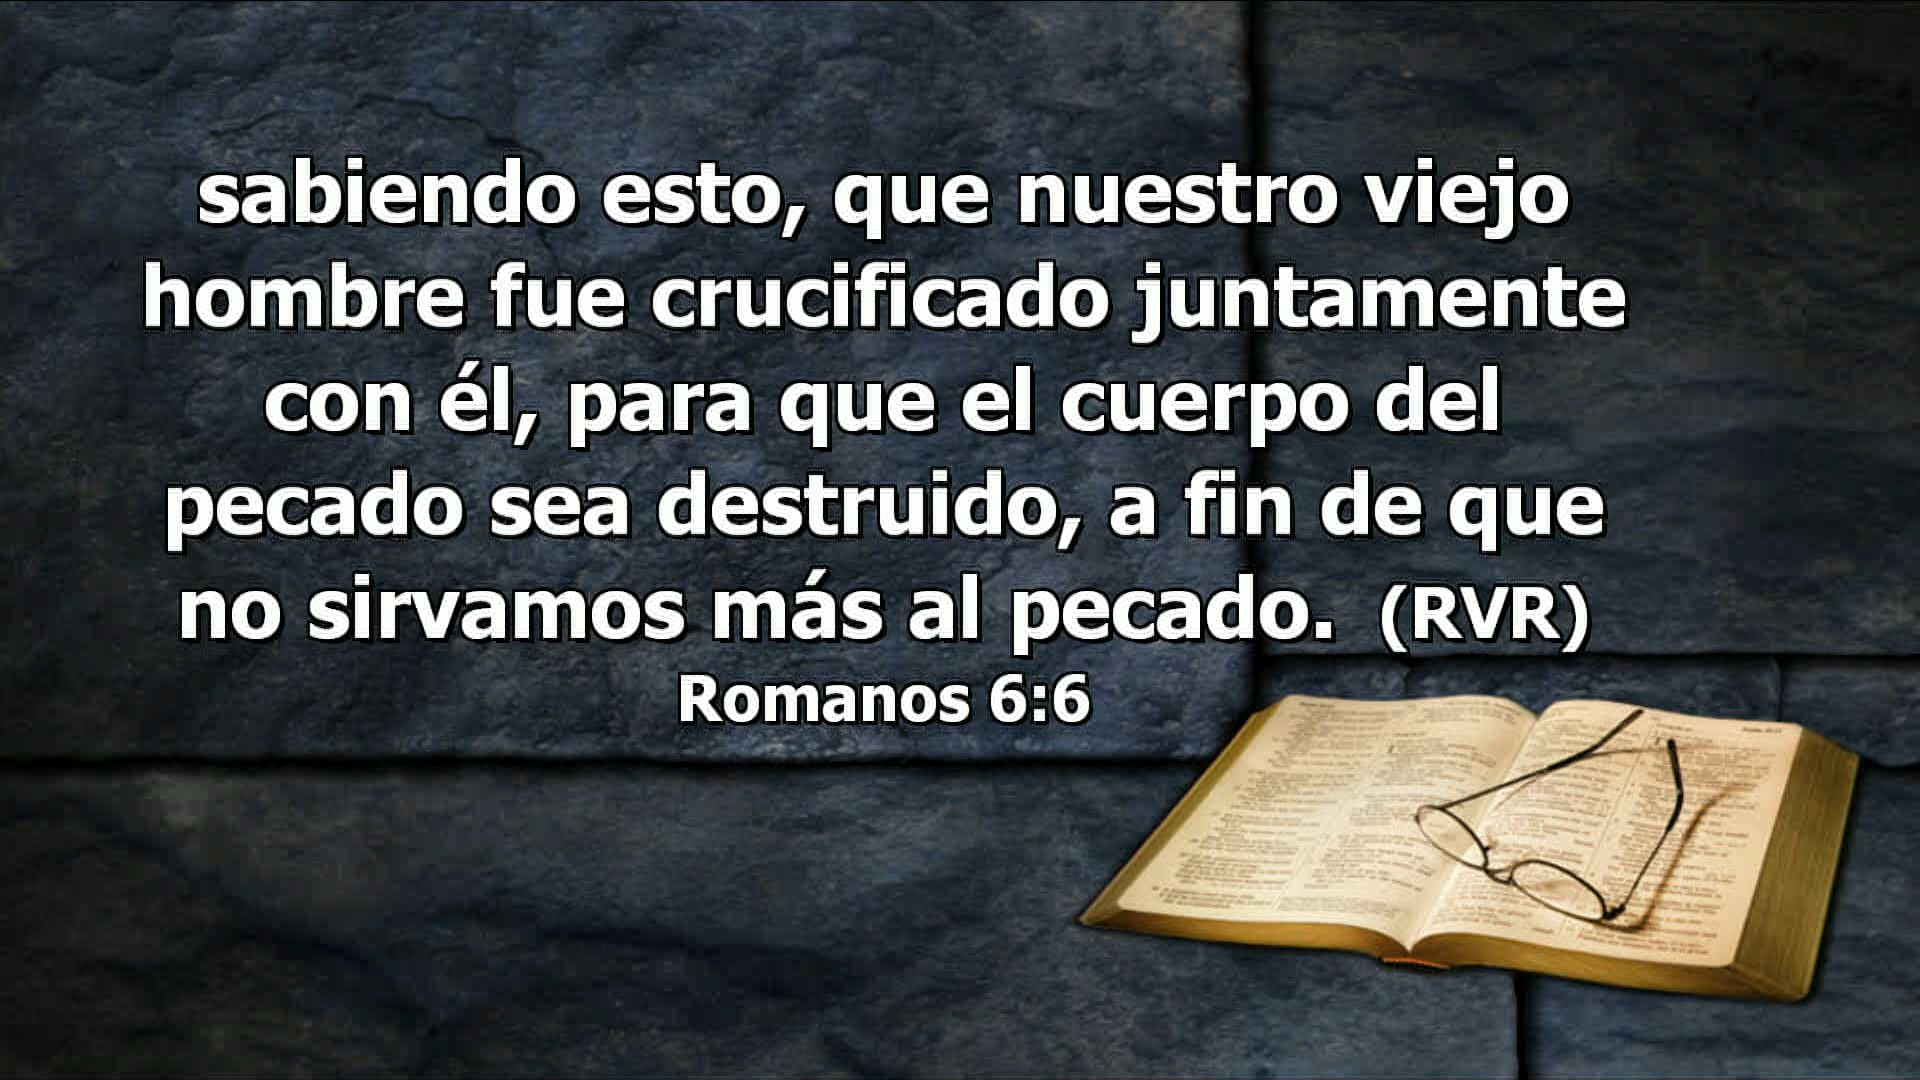 sabiendo esto, que nuestro viejo
hombre fue crucificado juntamente
con él, para que el cuerpo del
pecado sea destruido, a fin de que
no sirvamos más al pecado. (RVR)
Romanos 6:6